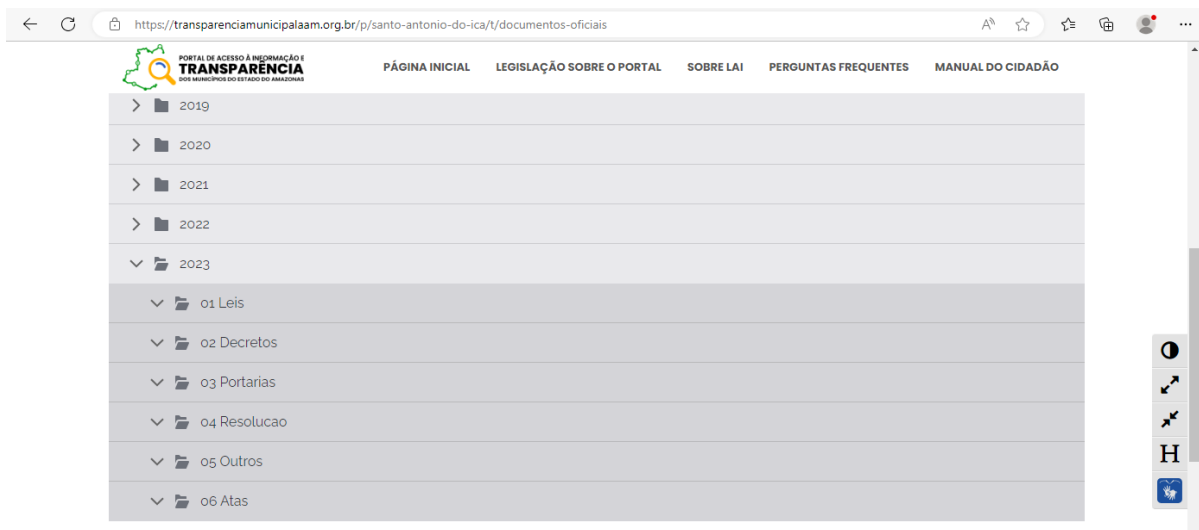 https://transparenciamunicipalaam.org.br/p/santo-antonio-do-ica/t/documentos-oficiais
PORTAL DE ACESSO À INFORMAÇÃO E
TRANSPARÊNCIA
DOS MUNICÍPIOS DO ESTADO DO AMAZONAS
PÁGINA INICIAL LEGISLAÇÃO SOBRE O PORTAL SOBRE LAI PERGUNTAS FREQUENTES MANUAL DO CIDADÃO
2019
2020
2021
2022
2023
01 Leis
02 Decretos
03 Portarias
04 Resolucao
05 Outros
06 Atas
H